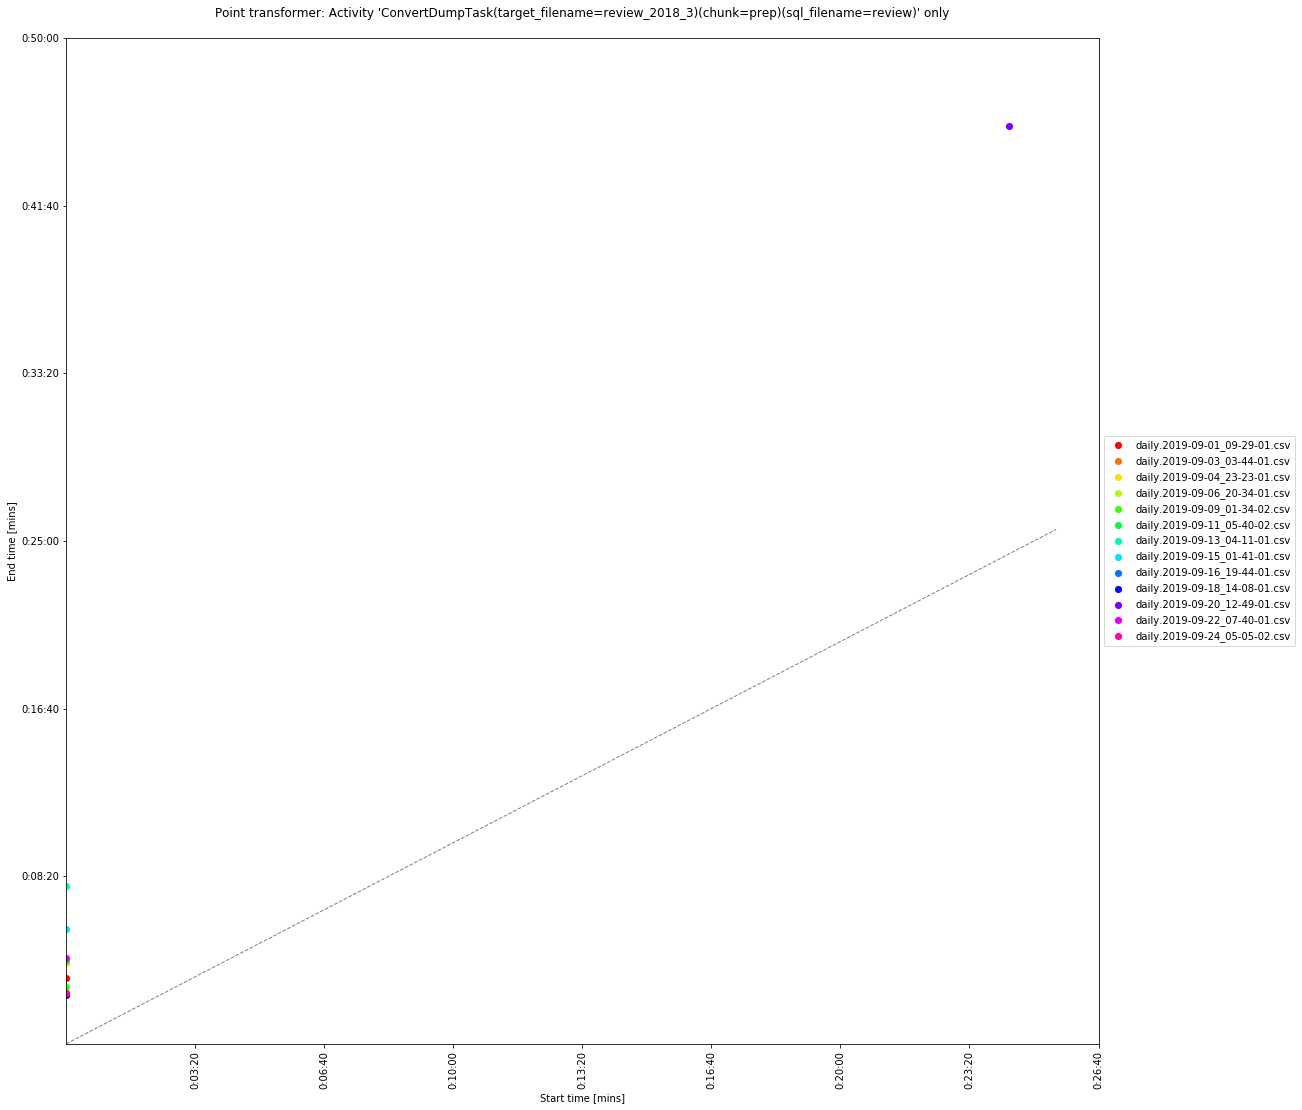 Point transformer: Activity 'ConvertDumpTask(target_filename=review_2018_3)(chunk=prep)(sql_filename=review)' only
0:50:00
0:41:40
0:33:20
0:25:00
0:16:40
0:08:20
End time [mins]
0:03:20
0:06:40
0:10:00
0:13:20
0:16:40
0:20:00
0:23:20
0:26:40
Start time [mins]
daily.2019-09-01_09-29-01.csv
daily.2019-09-03_03-44-01.csv
daily.2019-09-04_23-23-01.csv
daily.2019-09-06_20-34-01.csv
daily.2019-09-09_01-34-02.csv
daily.2019-09-11_05-40-02.csv
daily.2019-09-13_04-11-01.csv
daily.2019-09-15_01-41-01.csv
daily.2019-09-16_19-44-01.csv
daily.2019-09-18_14-08-01.csv
daily.2019-09-20_12-49-01.csv
daily.2019-09-22_07-40-01.csv
daily.2019-09-24_05-05-02.csv